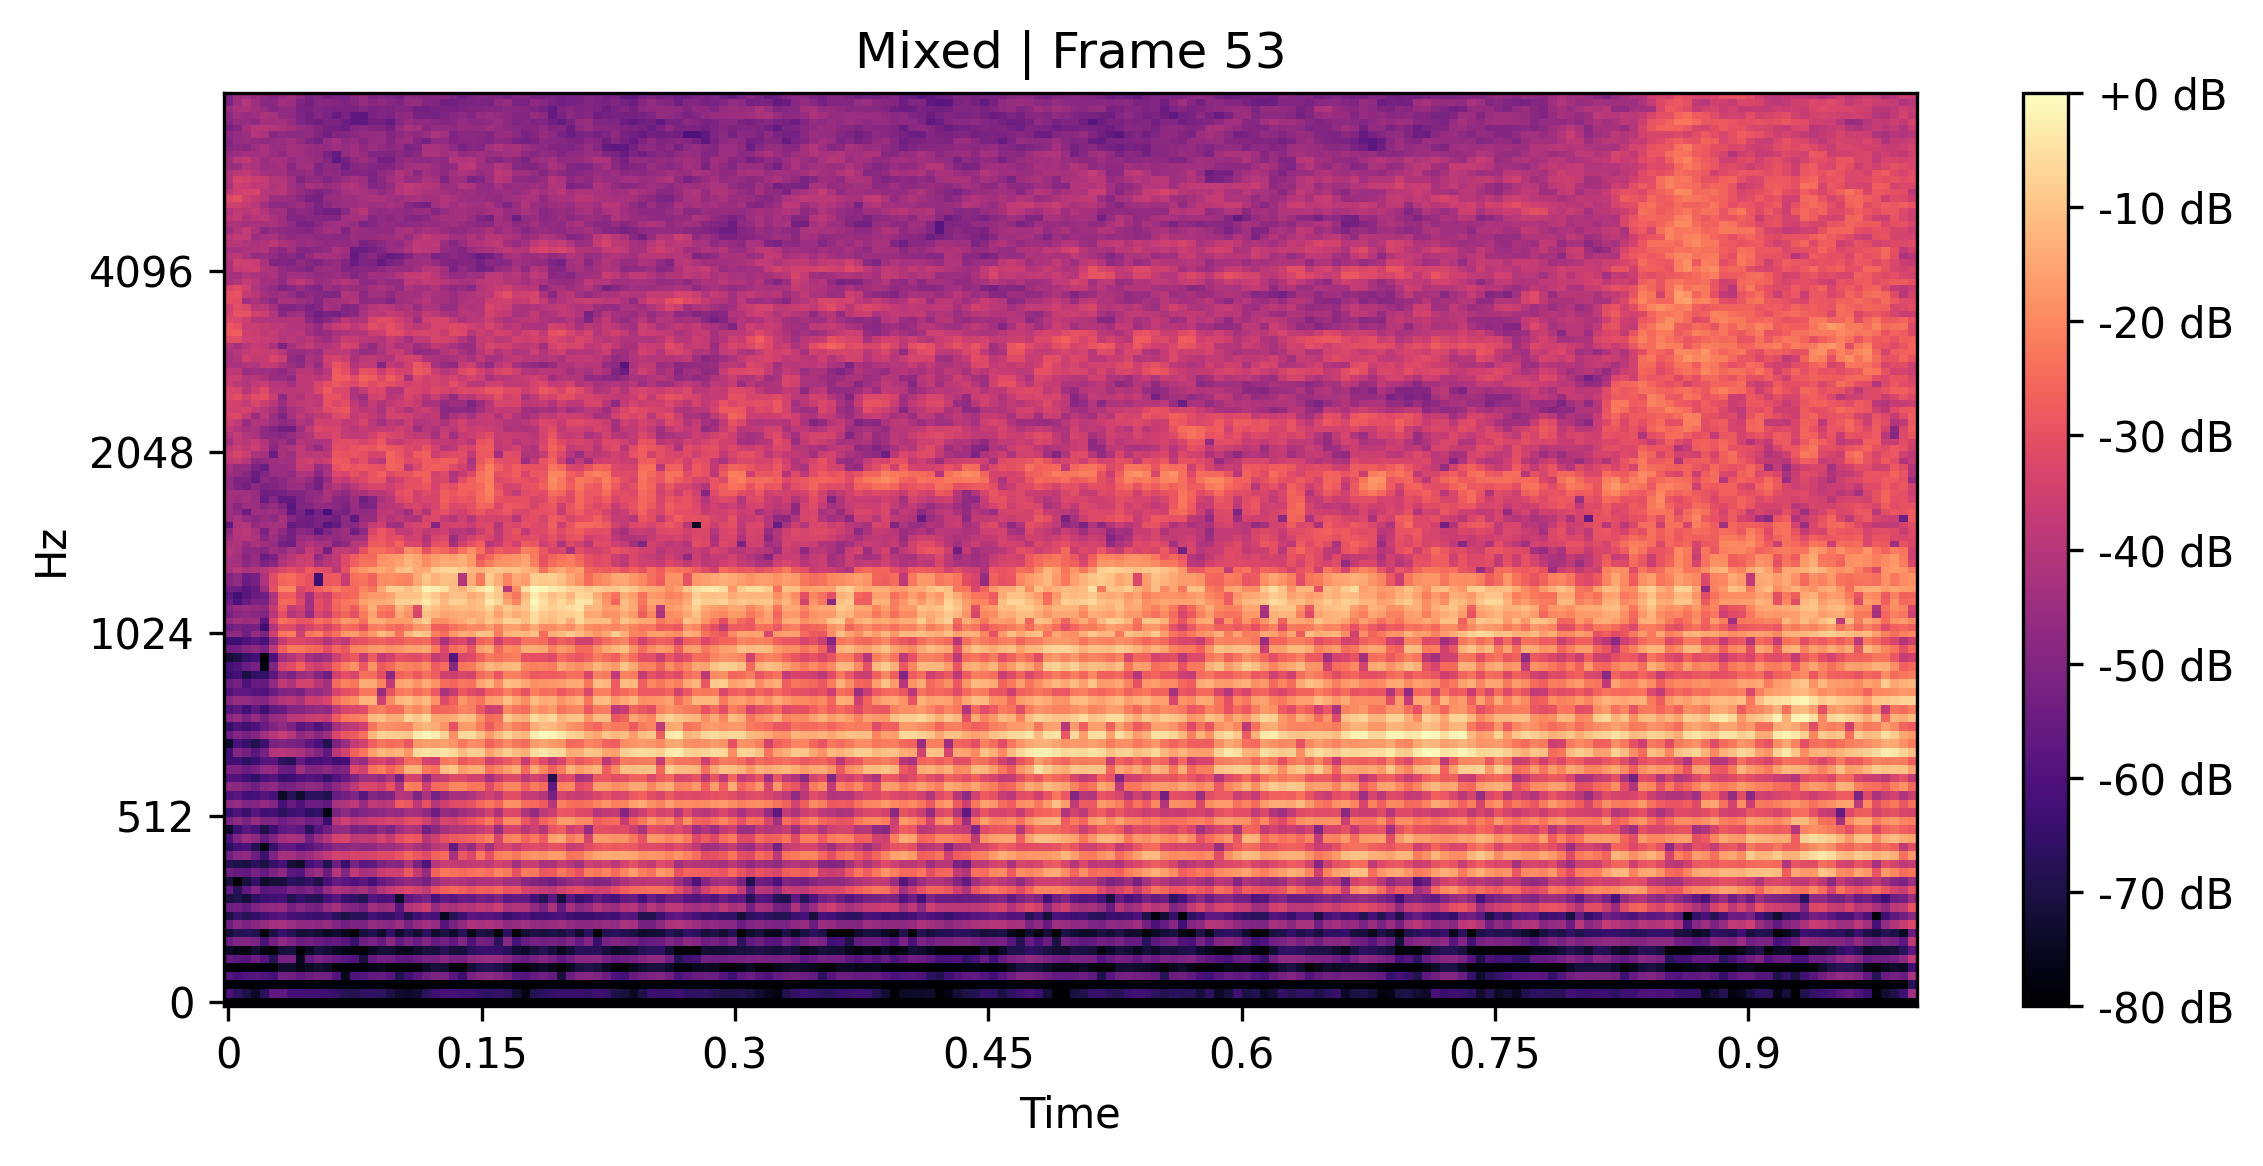 Mixed | Frame 53
+0 dB
-10 dB
-20 dB
-30 dB
-40 dB
-50 dB
-60 dB
-70 dB
-80 dB
4096
2048
1024
512
0
Hz
0 0.15 0.3 0.45 0.6 0.75 0.9
Time